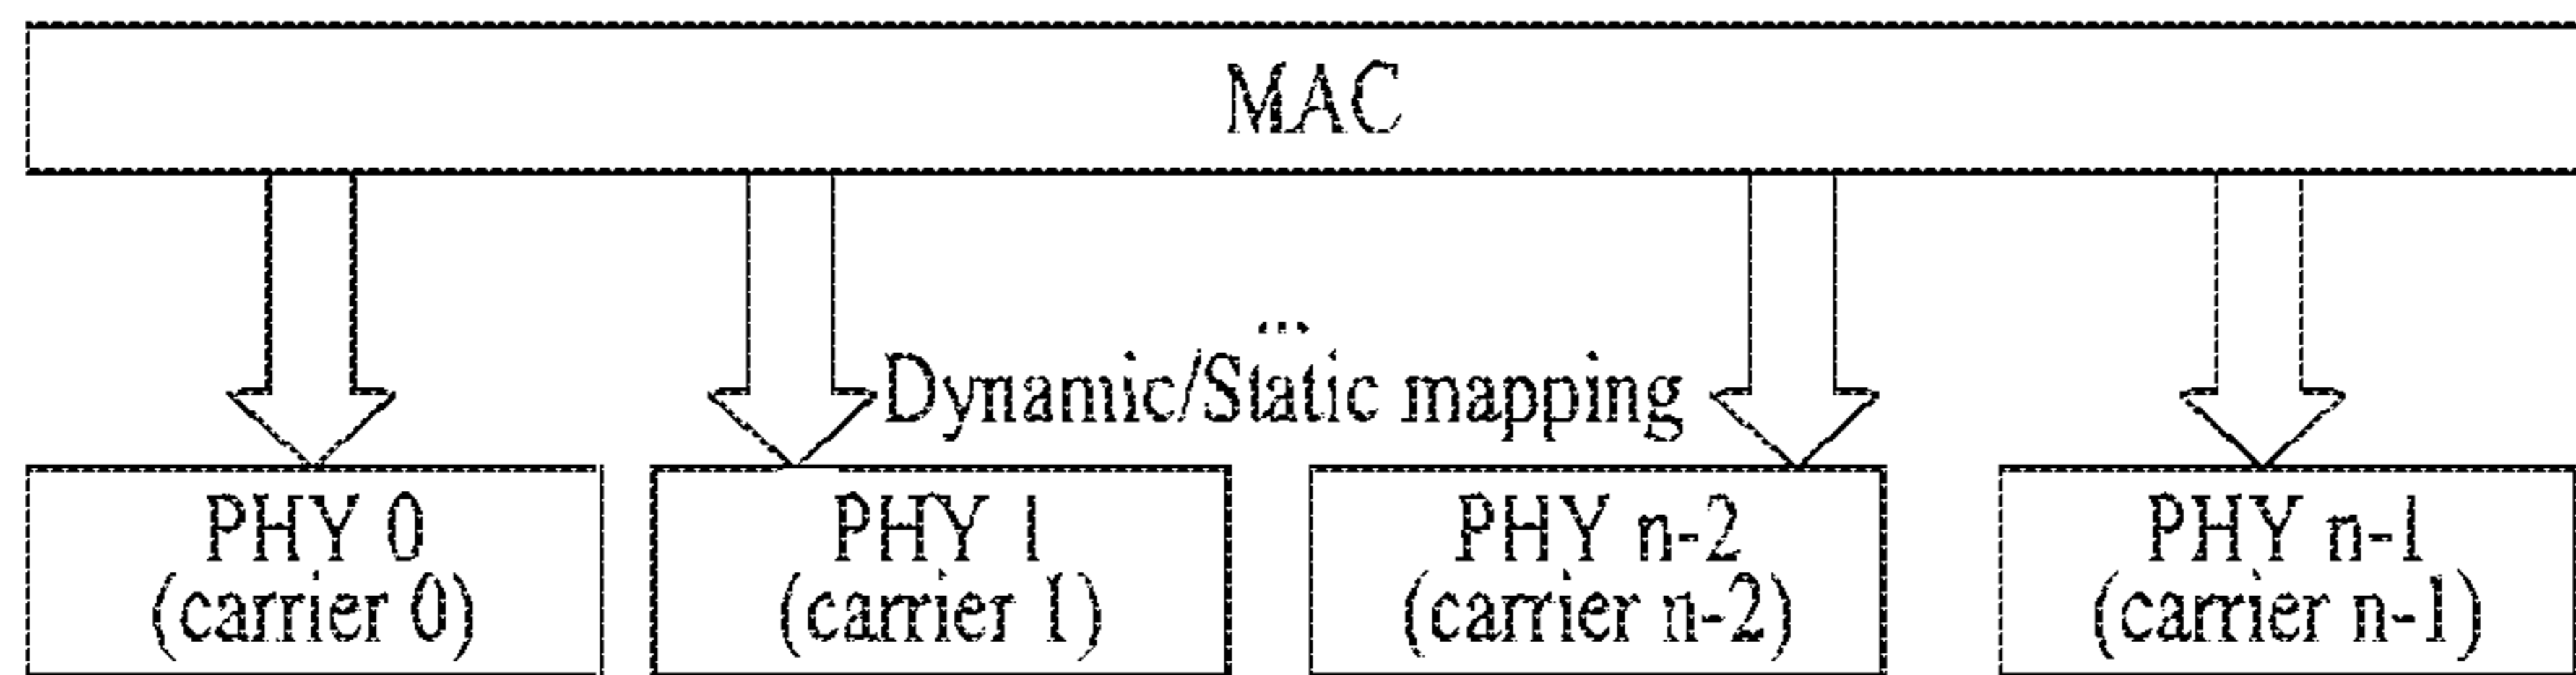 MAC
...
Dynamic/Static mapping
PHY 0
(carrier 0)
PHY 1
(carrier 1)
PHY n-2
(carrier n-2)
PHY n-1
(carrier n-1)